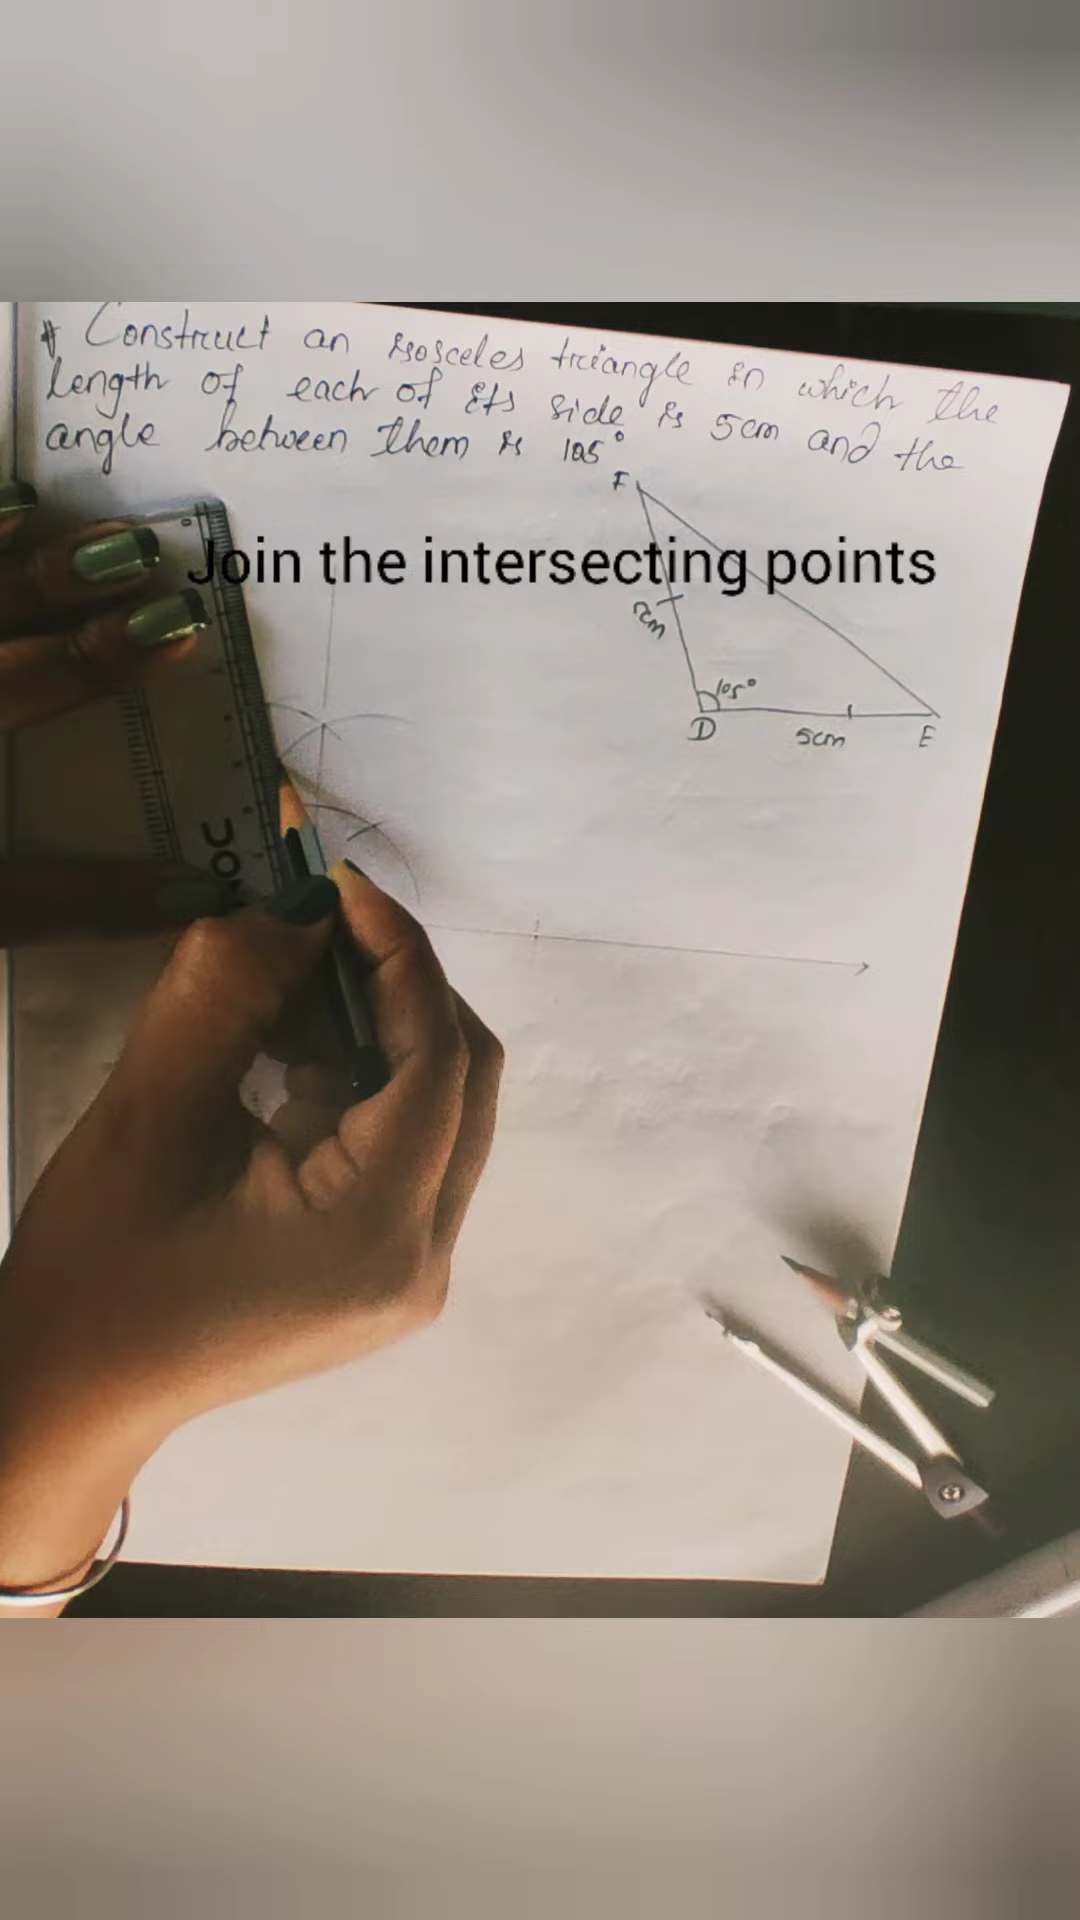 * Construct an isosceles triangle in which the
length of each of its side is 5cm and the
angle between them is 105°
F
Join the intersecting points
5cm
105°
D
5cm
E